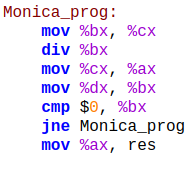 Monica_prog:
mov %bx, %cx
div %bx
mov %cx, %ax
mov %dx, %bx
cmp $0, %bx
jne Monica_prog
mov %ax, res